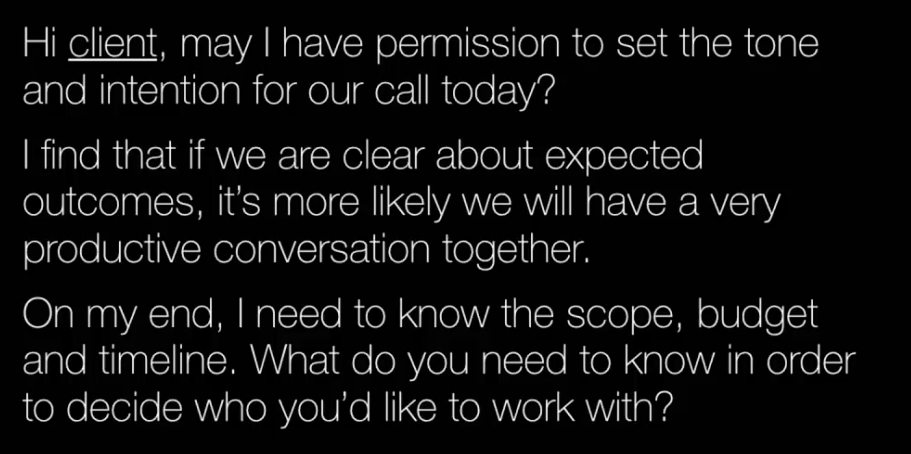 Hi client, may I have permission to set the tone
and intention for our call today?
I find that if we are clear about expected
outcomes, it’s more likely we will have a very
productive conversation together.
On my end, I need to know the scope, budget
and timeline. What do you need to know in order
to decide who you’d like to work with?